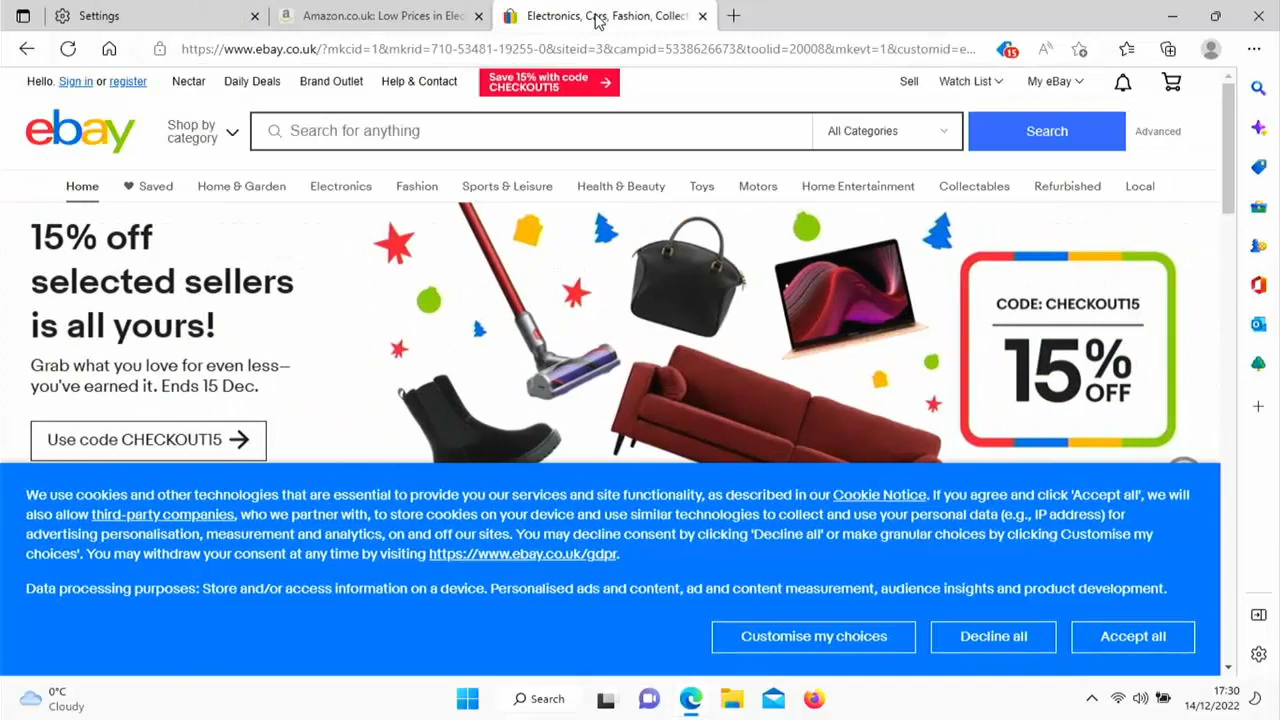 Settings
Amazon.co.uk: Low Prices in Elec
Electronics, Cars, Fashion, Collect
https://www.ebay.co.uk/?mkcid=1&mkrid=710-53481-19255-0&siteid=3&campid=5338626673&toolid=20008&mkevt=1&customid=e...
15
Hello. Sign in or register
Nectar
Daily Deals
Brand Outlet
Help & Contact
Save 15% with code
CHECKOUT15
Sell
Watch List
My eBay
ebay
Shop by
category
Search for anything
All Categories
Search
Advanced
Home
Saved
Home & Garden
Electronics
Fashion
Sports & Leisure
Health & Beauty
Toys
Motors
Home Entertainment
Collectables
Refurbished
Local
15% off
selected sellers
is all yours!
Grab what you love for even less—
you've earned it. Ends 15 Dec.
Use code CHECKOUT15
CODE: CHECKOUT15
15% OFF
We use cookies and other technologies that are essential to provide you our services and site functionality, as described in our Cookie Notice. If you agree and click 'Accept all', we will
also allow third-party companies, who we partner with, to store cookies on your device and use similar technologies to collect and use your personal data (e.g., IP address) for
advertising personalisation, measurement and analytics, on and off our sites. You may decline consent by clicking 'Decline all' or make granular choices by clicking Customise my
choices'. You may withdraw your consent at any time by visiting https://www.ebay.co.uk/gdpr.
Data processing purposes: Store and/or access information on a device. Personalised ads and content, ad and content measurement, audience insights and product development.
Customise my choices
Decline all
Accept all
0°C
Cloudy
Search
17:30
14/12/2022